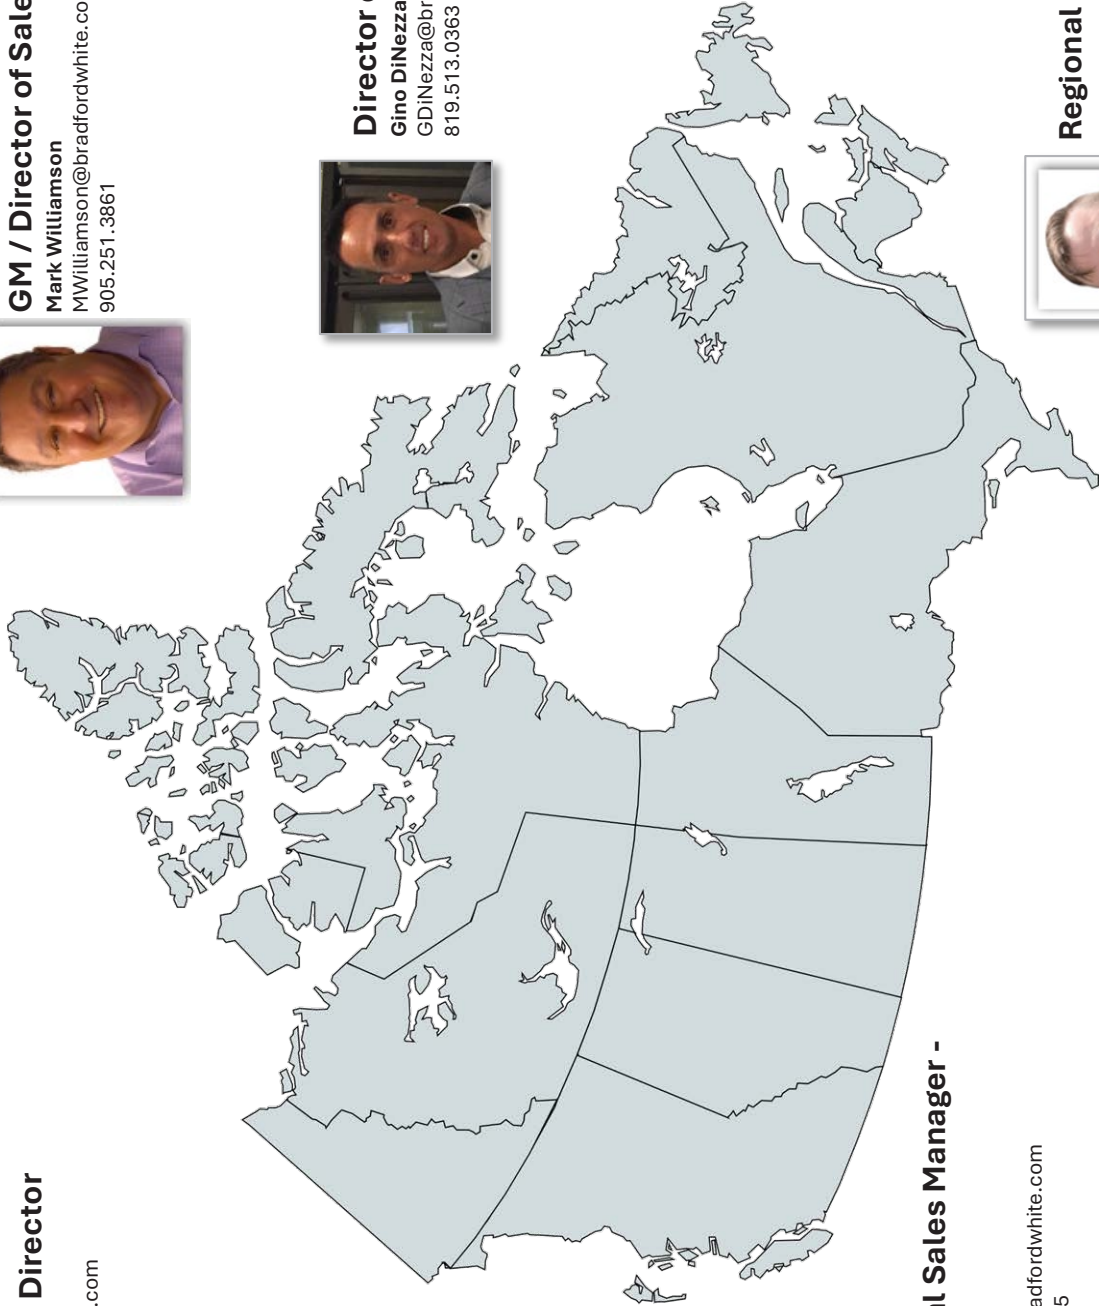 Director
.com
GM / Director of Sale
Mark Williamson
MWilliamson@bradfordwhite.co
905.251.3861
Director
Gino DiNezza
GDiNezza@br
819.513.0363
al Sales Manager -
adfordwhite.com
5
Regional